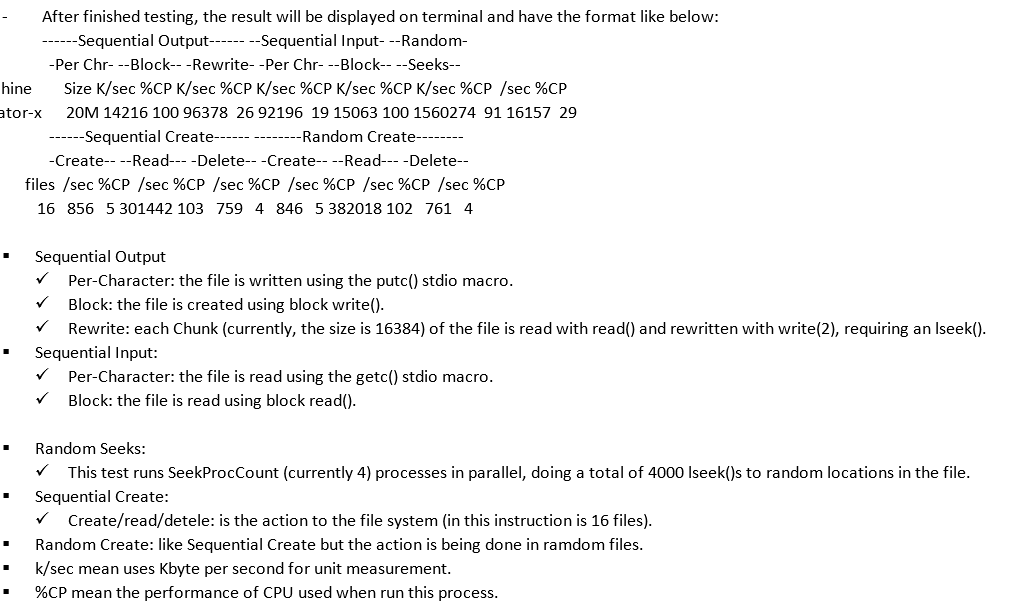 - After finished testing, the result will be displayed on terminal and have the format like below:
------Sequential Output------ --Sequential Input- --Random-
-Per Chr- --Block-- -Rewrite- -Per Chr- --Block-- --Seeks--
hine Size K/sec %CP K/sec %CP K/sec %CP K/sec %CP K/sec %CP /sec %CP
ator-x 20M 14216 100 96378 26 92196 19 15063 100 1560274 91 16157 29
------Sequential Create------ --------Random Create--------
-Create-- --Read--- -Delete-- -Create-- --Read--- -Delete--
files /sec %CP /sec %CP /sec %CP /sec %CP /sec %CP /sec %CP
16 856 5 301442 103 759 4 846 5 382018 102 761 4
▪ Sequential Output
✓ Per-Character: the file is written using the putc() stdio macro.
✓ Block: the file is created using block write().
✓ Rewrite: each Chunk (currently, the size is 16384) of the file is read with read() and rewritten with write(2), requiring an lseek().
▪ Sequential Input:
✓ Per-Character: the file is read using the getc() stdio macro.
✓ Block: the file is read using block read().
▪ Random Seeks:
✓ This test runs SeekProcCount (currently 4) processes in parallel, doing a total of 4000 lseek()s to random locations in the file.
▪ Sequential Create:
✓ Create/read/detele: is the action to the file system (in this instruction is 16 files).
▪ Random Create: like Sequential Create but the action is being done in ramdom files.
▪ k/sec mean uses Kbyte per second for unit measurement.
▪ %CP mean the performance of CPU used when run this process.